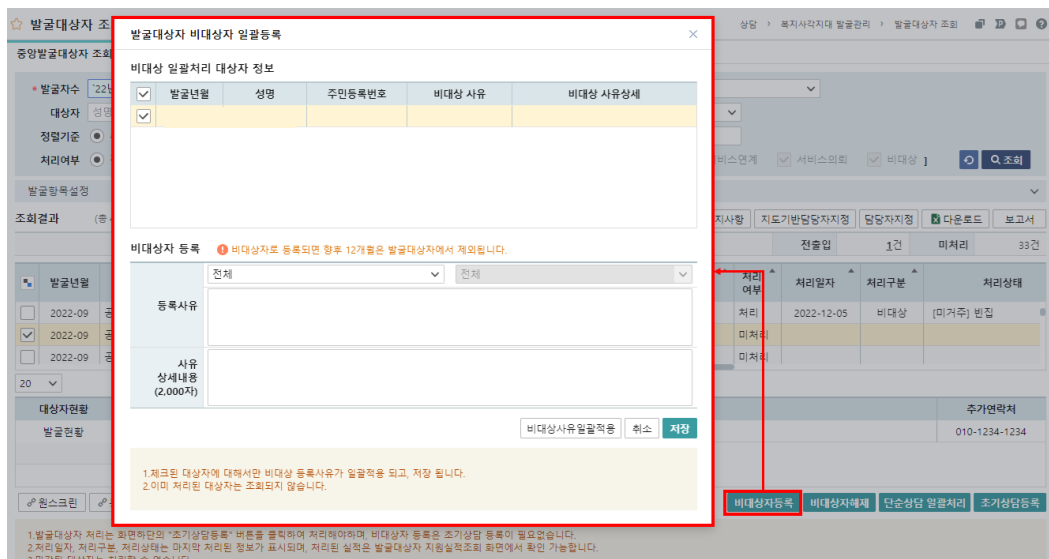 발굴대상자 조
상담 › 복지사각지대 발굴관리 › 발굴대상자 조회
중앙발굴대상자 조회
* 발굴자수 '22년
대상자 성명
정렬기준
처리여부
서비스의뢰 비대상 ] 조회
발굴항목설정
조회결과 (총
지도기반담당자지정 담당자지정 다운로드 보고서
전출입 1건 미처리 33건
발굴년월 처리여부 처리일자 처리구분 처리상태
2022-09 처리 2022-12-05 비대상 [미거주] 빈집
2022-09 미처리
2022-09 미처리
20
대상자현황 추가연락처
발굴현황 010-1234-1234
원스크린 비대상자등록 비대상자해제 단순상담 일괄처리 초기상담등록
1.발굴대상자 처리는 화면하단의 "초기상담등록" 버튼을 클릭하여 처리해야하며, 비대상자 등록은 초기상담 등록이 필요없습니다.
2.처리일자, 처리구분, 처리상태는 마지막 처리된 정보가 표시되며, 처리된 실적은 발굴대상자 지원실적조회 화면에서 확인 가능합니다.
발굴대상자 비대상자 일괄등록
비대상 일괄처리 대상자 정보
발굴년월 성명 주민등록번호 비대상 사유 비대상 사유상세
비대상자 등록 비대상자로 등록되면 향후 12개월은 발굴대상자에서 제외됩니다.
전체 전체
등록사유
사유
상세내용
(2,000자)
비대상사유일괄적용 취소 저장
1.체크된 대상자에 대해서만 비대상 등록사유가 일괄적용 되고, 저장 됩니다.
2.이미 처리된 대상자는 조회되지 않습니다.